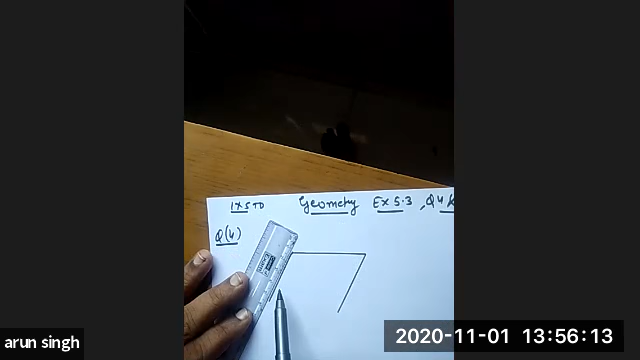 IX STD Geometry Ex 5.3, Q4
Q(4)
arun singh
2020-11-01 13:56:13